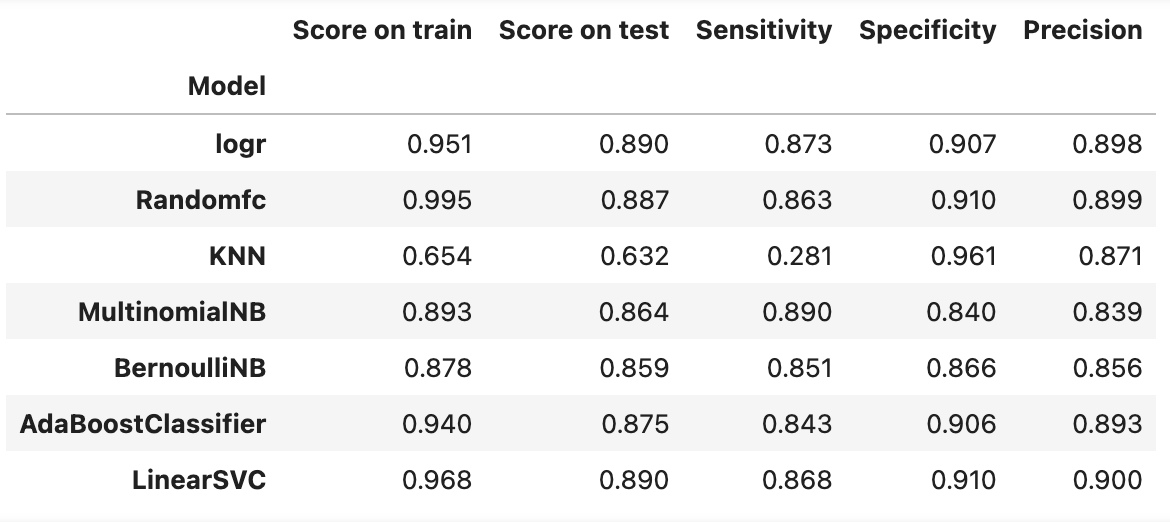 Score on train Score on test Sensitivity Specificity Precision
Model
logr 0.951 0.890 0.873 0.907 0.898
Randomfc 0.995 0.887 0.863 0.910 0.899
KNN 0.654 0.632 0.281 0.961 0.871
MultinomialNB 0.893 0.864 0.890 0.840 0.839
BernoulliNB 0.878 0.859 0.851 0.866 0.856
AdaBoostClassifier 0.940 0.875 0.843 0.906 0.893
LinearSVC 0.968 0.890 0.868 0.910 0.900